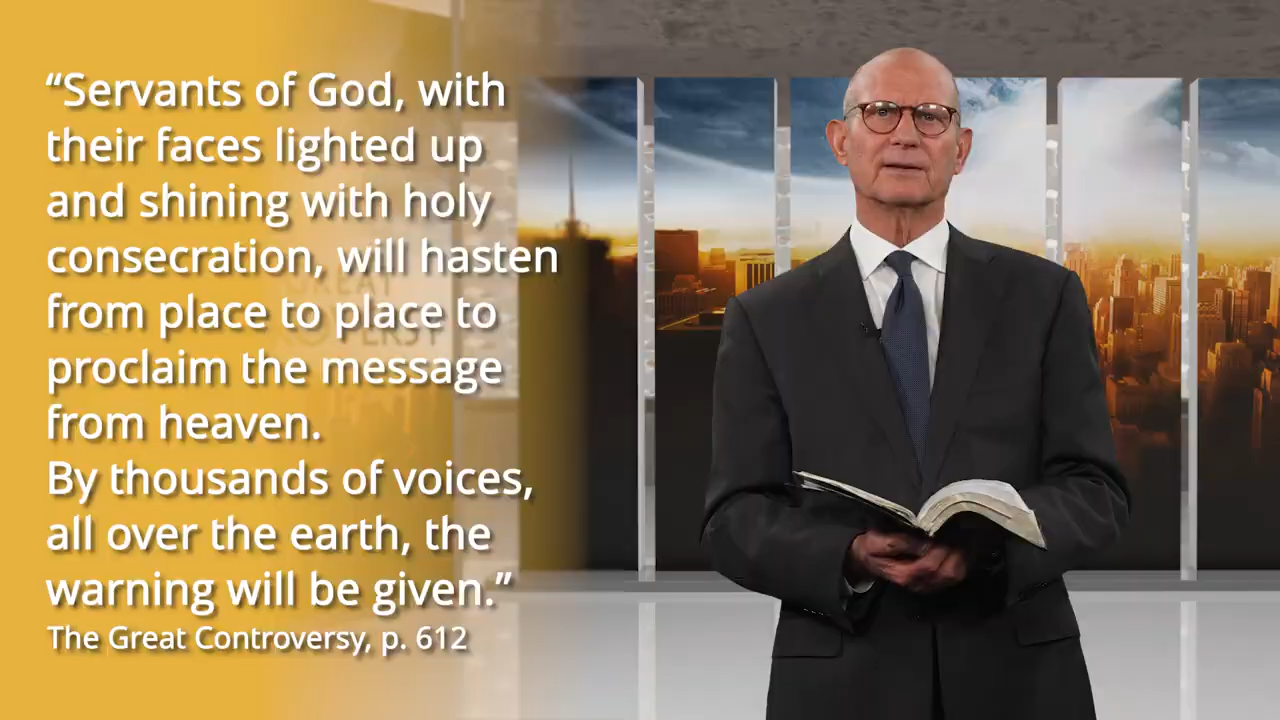 “Servants of God, with
their faces lighted up
and shining with holy
consecration, will hasten
from place to place to
proclaim the message
from heaven.
By thousands of voices,
all over the earth, the
warning will be given.”
The Great Controversy, p. 612